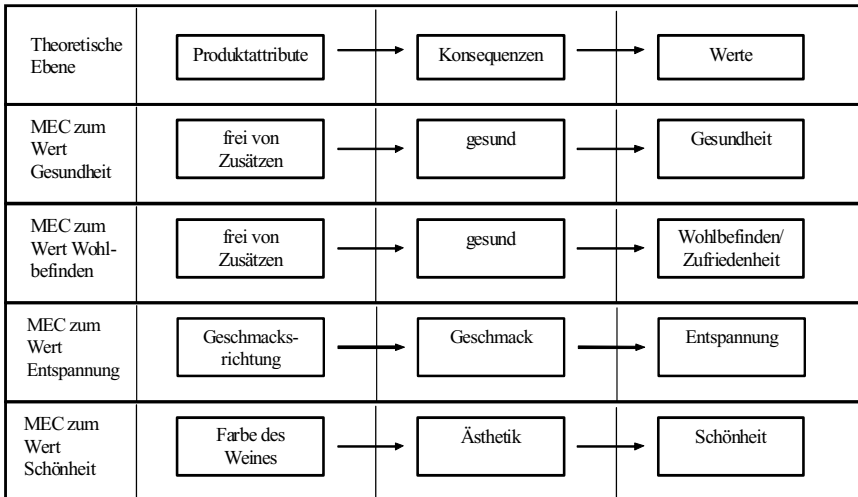 Theoretische
Ebene
Produktattribute
Konsequenzen
Werte
MEC zum
Wert
Gesundheit
frei von
Zusätzen
gesund
Gesundheit
MEC zum
Wert Wohl-
befinden
frei von
Zusätzen
gesund
Wohlbefinden/
Zufriedenheit
MEC zum
Wert
Entspannung
Geschmacks-
richtung
Geschmack
Entspannung
MEC zum
Wert
Schönheit
Farbe des
Weines
Ästhetik
Schönheit